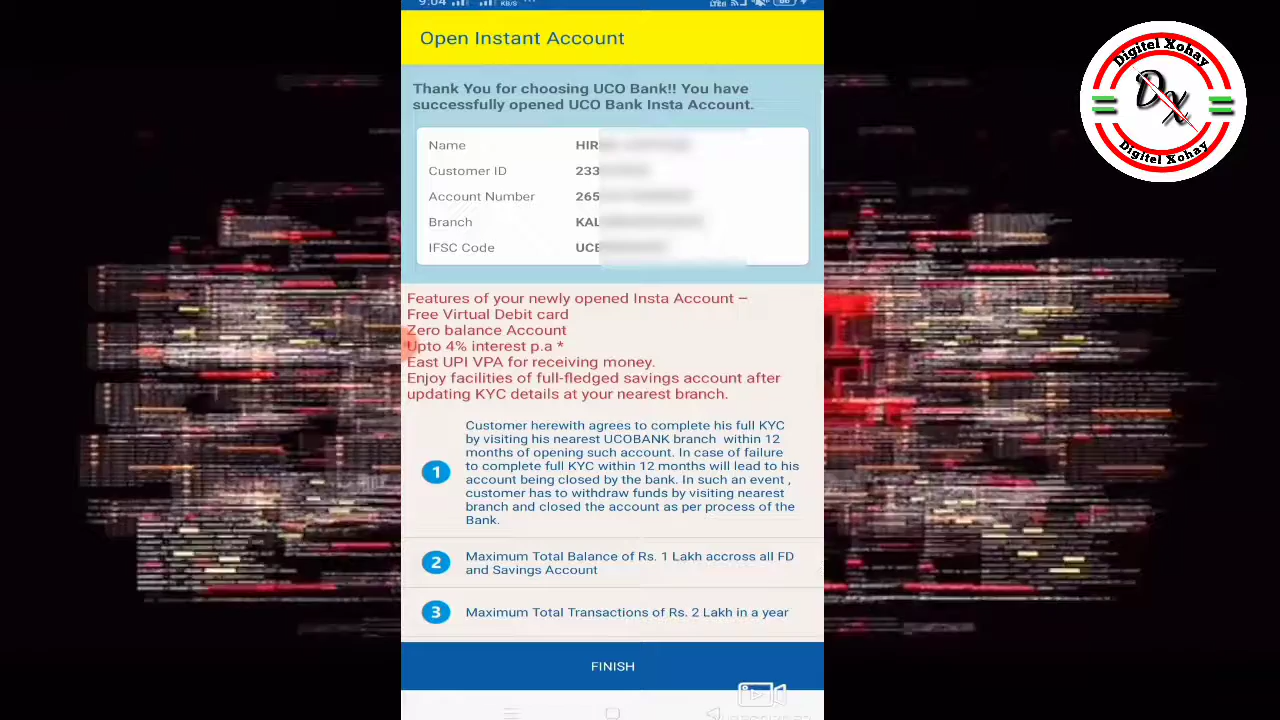 9:04
KB/S
Open Instant Account
Digitel Xohay
DX
Digitel Xohay
Thank You for choosing UCO Bank!! You have
successfully opened UCO Bank Insta Account.
Name HIR
Customer ID 233
Account Number 265
Branch KAL
IFSC Code UCB
Features of your newly opened Insta Account –
Free Virtual Debit card
Zero balance Account
Upto 4% interest p.a *
East UPI VPA for receiving money.
Enjoy facilities of full-fledged savings account after
updating KYC details at your nearest branch.
1
Customer herewith agrees to complete his full KYC
by visiting his nearest UCOBANK branch within 12
months of opening such account. In case of failure
to complete full KYC within 12 months will lead to his
account being closed by the bank. In such an event ,
customer has to withdraw funds by visiting nearest
branch and closed the account as per process of the
Bank.
2
Maximum Total Balance of Rs. 1 Lakh accross all FD
and Savings Account
3
Maximum Total Transactions of Rs. 2 Lakh in a year
FINISH